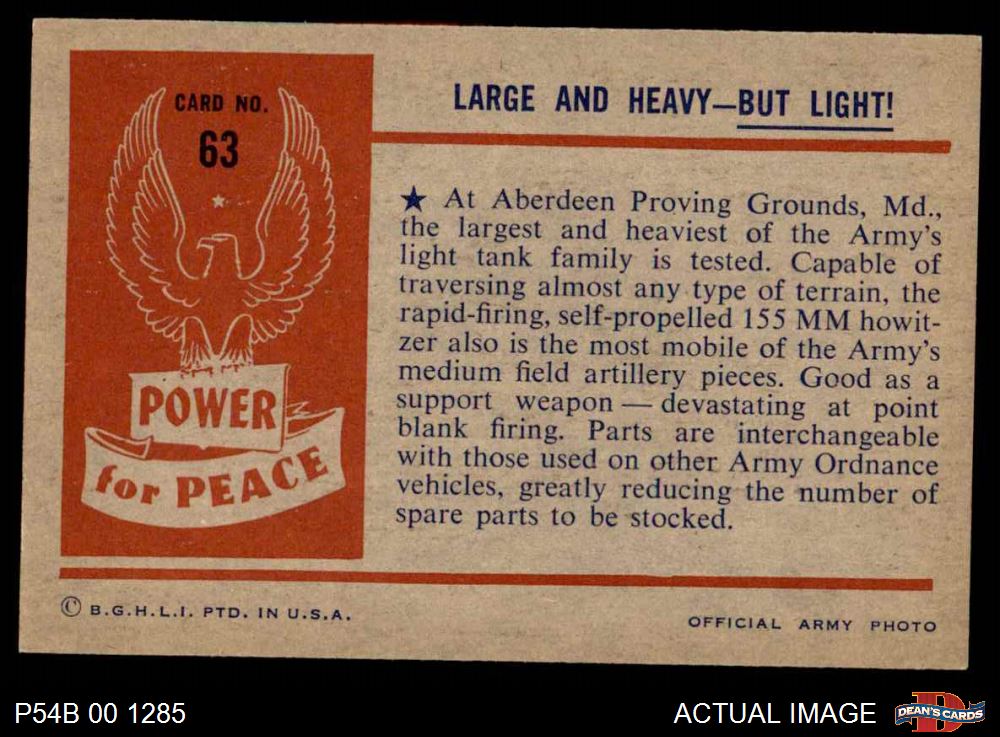 CARD NO.
63
POWER
for PEACE
LARGE AND HEAVY—BUT LIGHT!
★ At Aberdeen Proving Grounds, Md.,
the largest and heaviest of the Army's
light tank family is tested. Capable of
traversing almost any type of terrain, the
rapid-firing, self-propelled 155 MM howit-
zer also is the most mobile of the Army's
medium field artillery pieces. Good as a
support weapon — devastating at point
blank firing. Parts are interchangeable
with those used on other Army Ordnance
vehicles, greatly reducing the number of
spare parts to be stocked.
© B.G.H.L.I. PTD. IN U.S.A.
OFFICIAL ARMY PHOTO
P54B 00 1285
ACTUAL IMAGE
DEAN'S CARDS